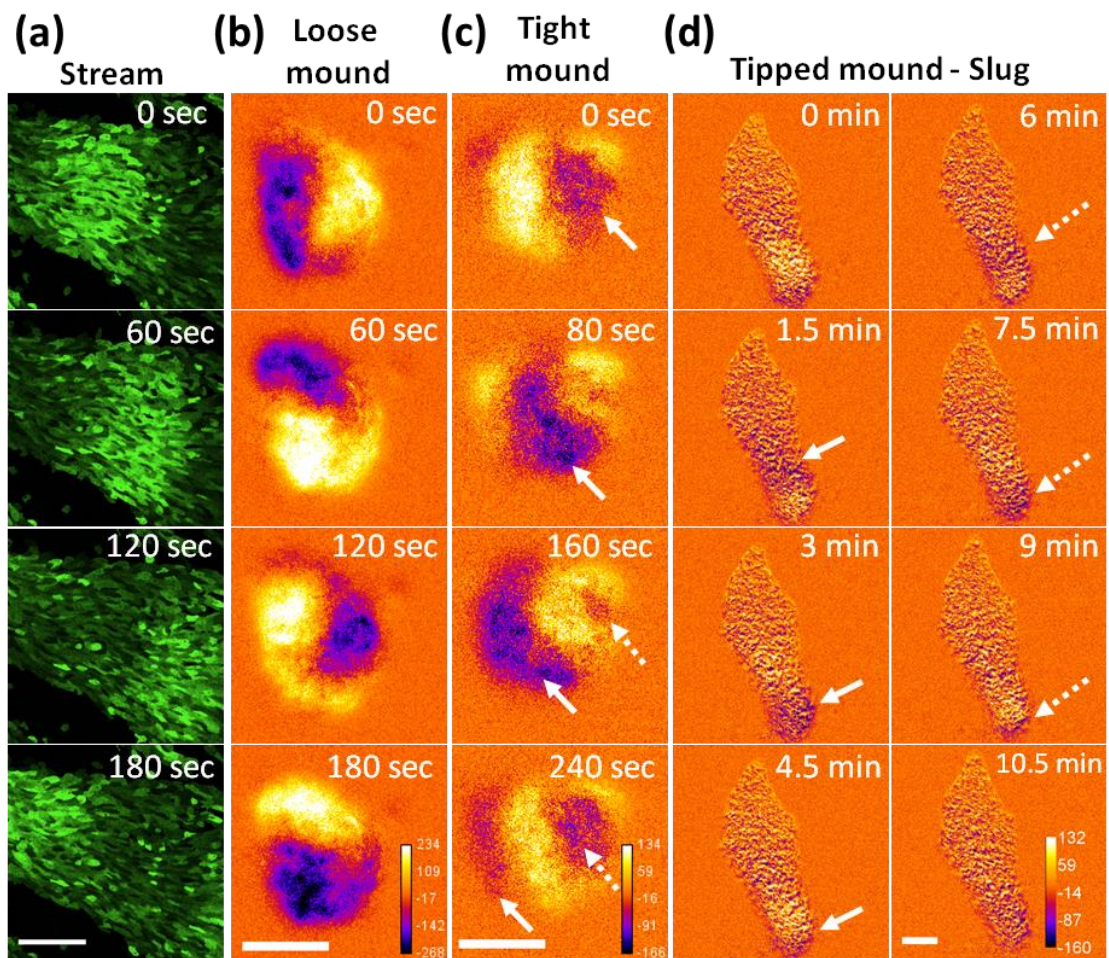 (a)
Stream
(b)
Loose
mound
(c)
Tight
mound
(d)
Tipped mound - Slug
0 sec
0 sec
0 sec
0 min
6 min
60 sec
60 sec
80 sec
1.5 min
7.5 min
120 sec
120 sec
160 sec
3 min
9 min
180 sec
180 sec
240 sec
4.5 min
10.5 min
234
109
-17
-142
-268
134
59
-16
-91
-166
132
59
-14
-87
-160